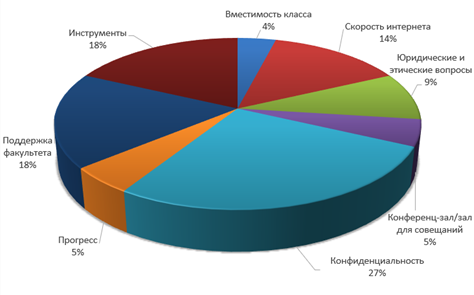 Вместимость класса
4%
Скорость интернета
14%
Юридические и
этические вопросы
9%
Конференц-зал/зал
для совещаний
5%
Конфиденциальность
27%
Прогресс
5%
Поддержка
факультета
18%
Инструменты
18%